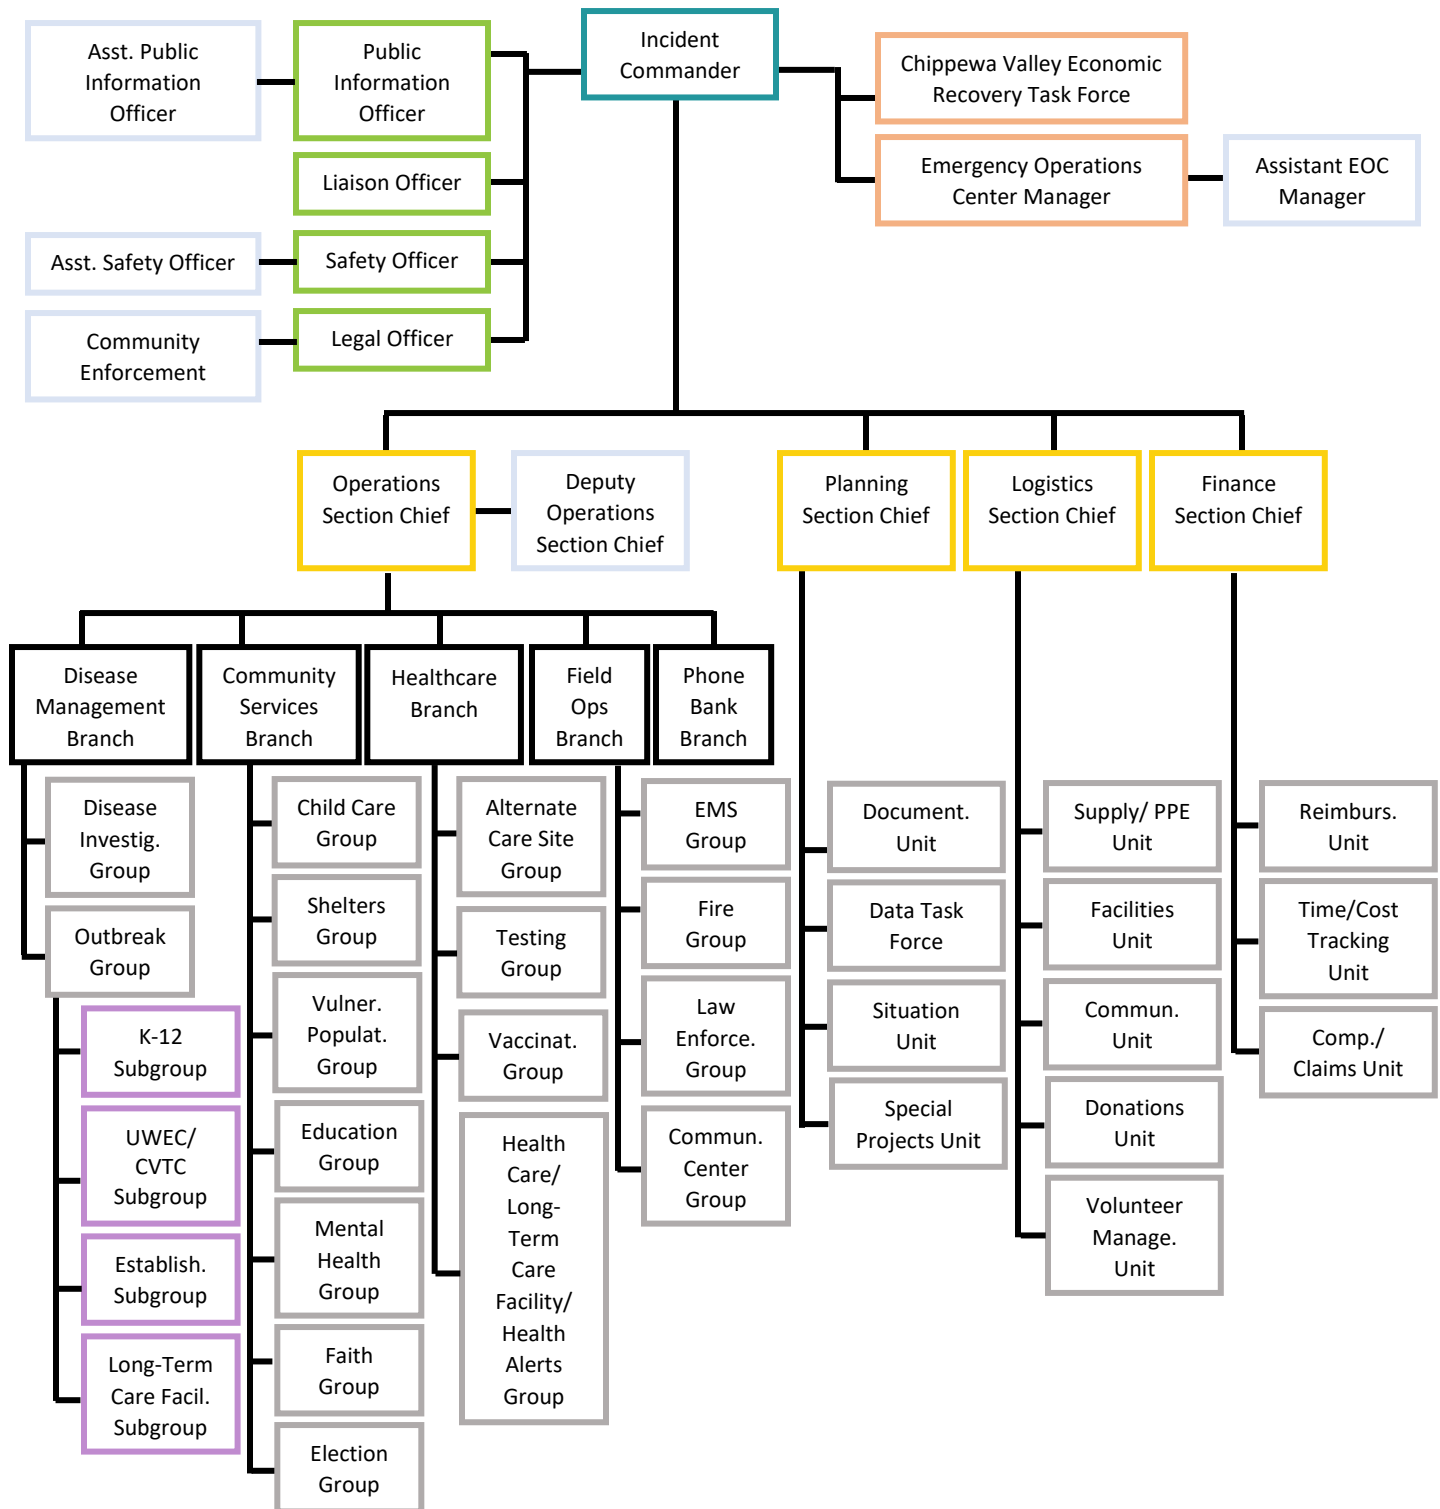 Asst. Public
Information
Officer
Public
Information
Officer
Incident
Commander
Chippewa Valley Economic
Recovery Task Force
Liaison Officer
Emergency Operations
Center Manager
Assistant EOC
Manager
Asst. Safety Officer
Safety Officer
Community
Enforcement
Legal Officer
Operations
Section Chief
Deputy
Operations
Section Chief
Planning
Section Chief
Logistics
Section Chief
Finance
Section Chief
Disease
Management
Branch
Community
Services
Branch
Healthcare
Branch
Field
Ops
Branch
Phone
Bank
Branch
Disease
Investig.
Group
Outbreak
Group
K-12
Subgroup
UWEC/
CVTC
Subgroup
Establish.
Subgroup
Long-Term
Care Facil.
Subgroup
Child Care
Group
Shelters
Group
Vulner.
Populat.
Group
Education
Group
Mental
Health
Group
Faith
Group
Election
Group
Alternate
Care Site
Group
Testing
Group
Vaccinat.
Group
Health
Care/
Long-
Term
Care
Facility/
Health
Alerts
Group
EMS
Group
Fire
Group
Law
Enforce.
Group
Commun.
Center
Group
Document.
Unit
Data Task
Force
Situation
Unit
Special
Projects Unit
Supply/ PPE
Unit
Facilities
Unit
Commun.
Unit
Donations
Unit
Volunteer
Manage.
Unit
Reimburs.
Unit
Time/Cost
Tracking
Unit
Comp./
Claims Unit